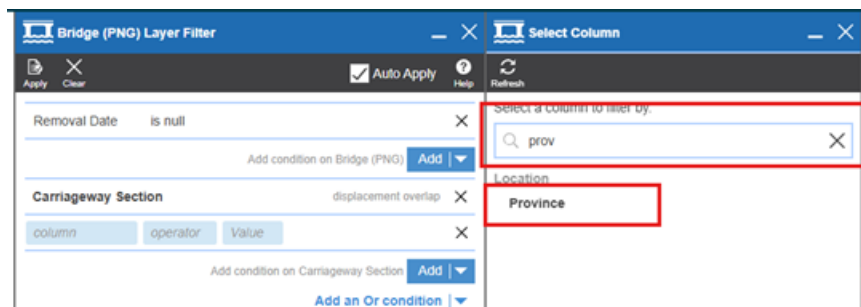 Bridge (PNG) Layer Filter
Apply
Clear
Auto Apply
Help
Removal Date is null
Add condition on Bridge (PNG) Add
Carriageway Section displacement overlap
column operator Value
Add condition on Carriageway Section Add
Add an Or condition
Select Column
Refresh
Select a column to filter by:
prov
Location
Province